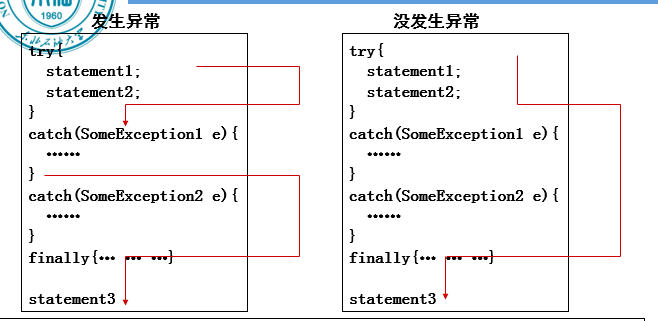 1960
发生异常
try{
statement1;
statement2;
}
catch(SomeException1 e){
……
}
catch(SomeException2 e){
……
}
finally{… … …}
statement3
没发生异常
try{
statement1;
statement2;
}
catch(SomeException1 e){
……
}
catch(SomeException2 e){
……
}
finally{… … …}
statement3